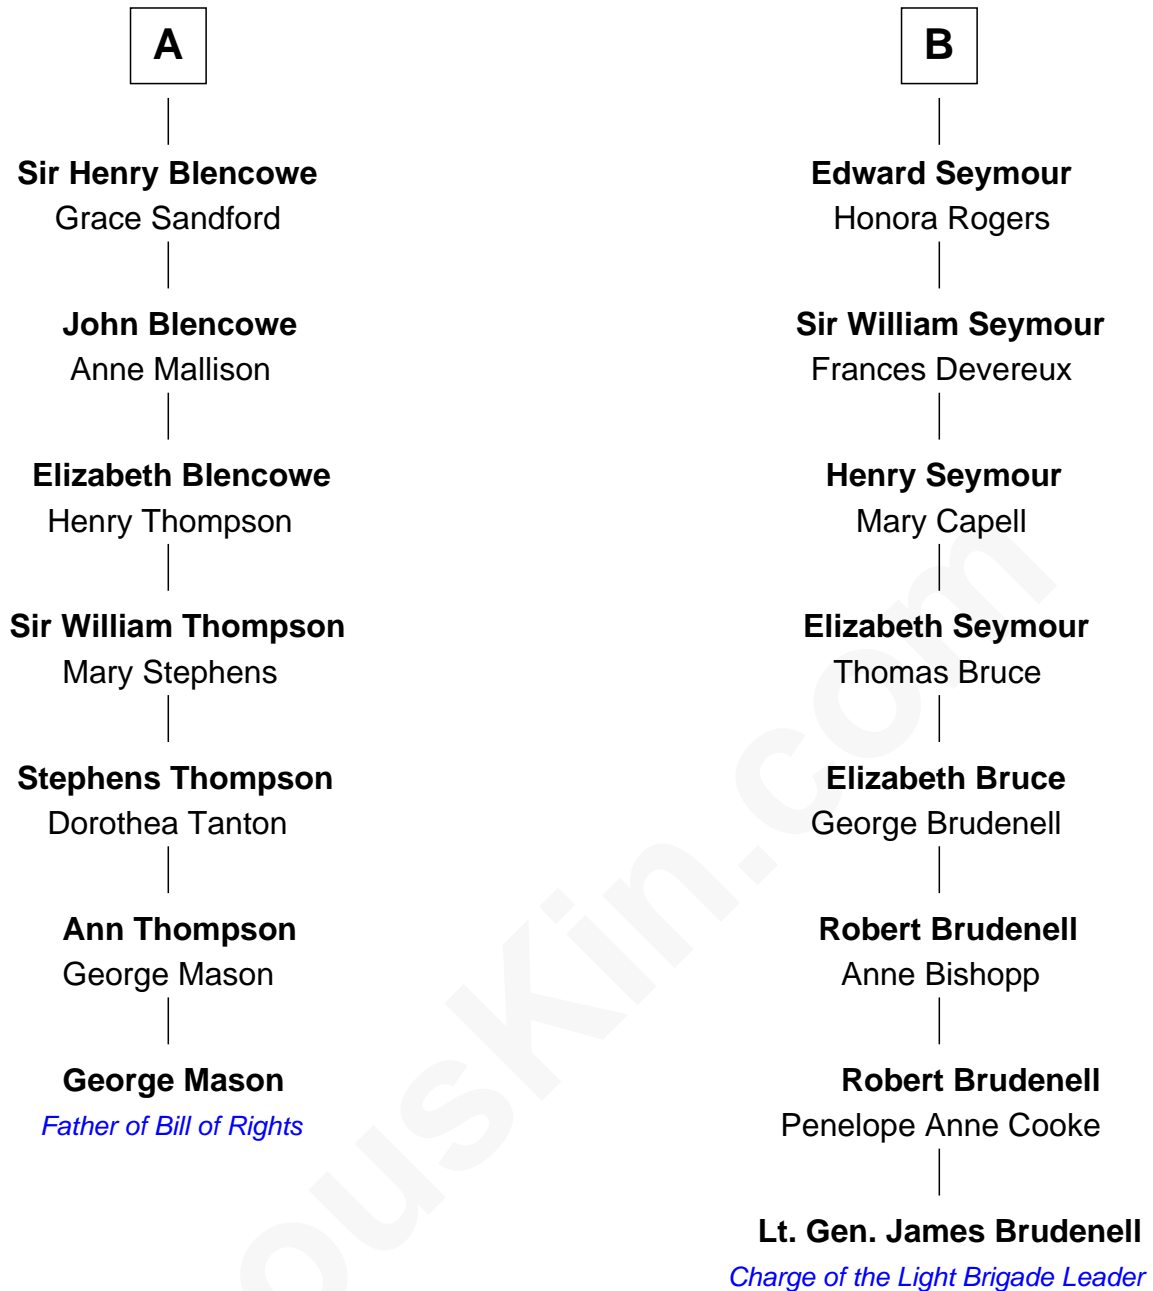 A
Sir Henry Blencowe
Grace Sandford
John Blencowe
Anne Mallison
Elizabeth Blencowe
Henry Thompson
Sir William Thompson
Mary Stephens
Stephens Thompson
Dorothea Tanton
Ann Thompson
George Mason
George Mason
Father of Bill of Rights
B
Edward Seymour
Honora Rogers
Sir William Seymour
Frances Devereux
Henry Seymour
Mary Capell
Elizabeth Seymour
Thomas Bruce
Elizabeth Bruce
George Brudenell
Robert Brudenell
Anne Bishopp
Robert Brudenell
Penelope Anne Cooke
Lt. Gen. James Brudenell
Charge of the Light Brigade Leader
ousKin.com